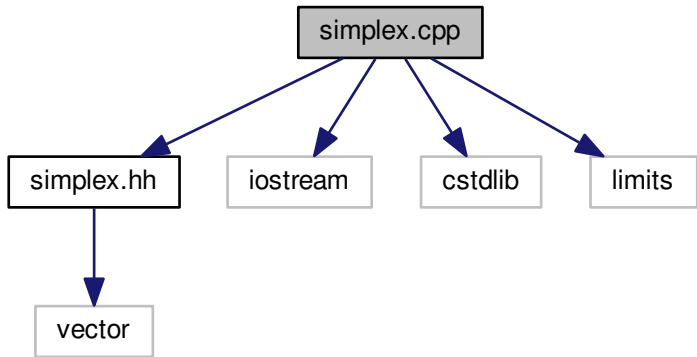 simplex.cpp
simplex.hh
iostream
cstdlib
limits
vector